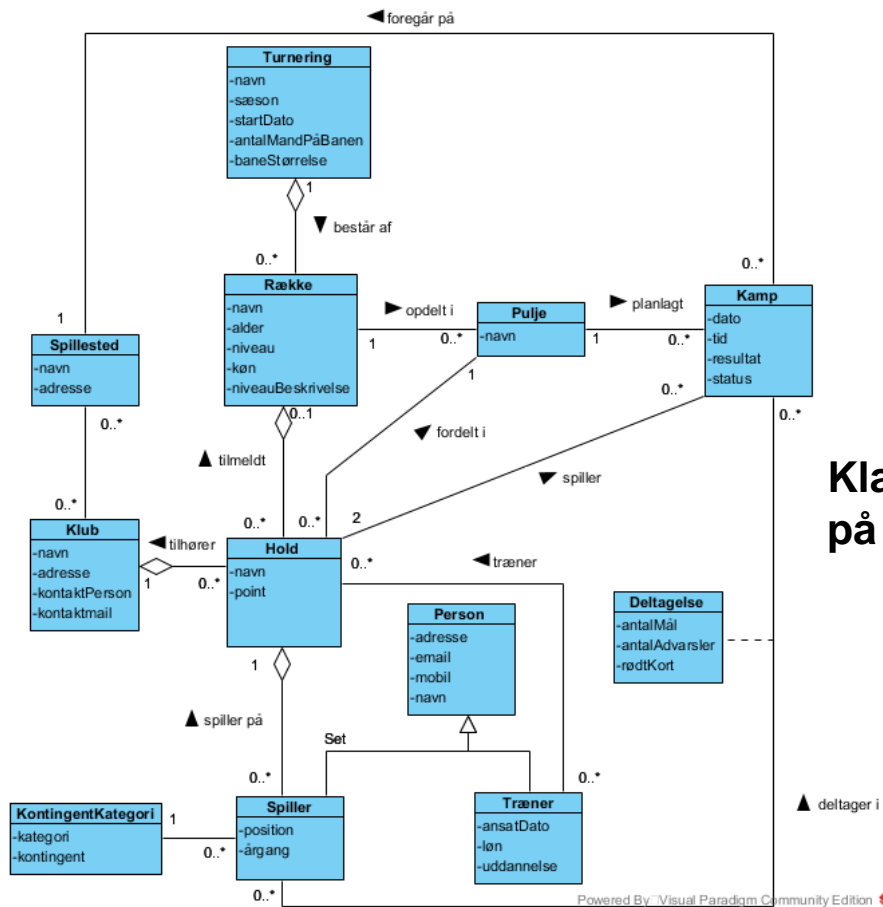 ◄ foregår på
Turnering
-navn
-sæson
-startDato
-antalMandPåBanen
-baneStørrelse
1
▼ består af
0..*
Række
-navn
-alder
-niveau
-køn
-niveauBeskrivelse
► opdelt i
1
0..*
Pulje
-navn
► planlagt
1
0..*
0..*
Kamp
-dato
-tid
-resultat
-status
1
Spillested
-navn
-adresse
0..*
0..*
0..1
▲ tilmeldt
0..*
1
fordelt i
0..*
0..*
spiller
2
0..*
Kla
på
Klub
-navn
-adresse
-kontaktPerson
-kontaktmail
◄ tilhører
1
0..*
Hold
-navn
-point
0..*
◄ træner
Person
-adresse
-email
-mobil
-navn
Deltagelse
-antalMål
-antalAdvarsler
-rødtKort
1
▲ spiller på
Set
0..*
0..*
KontingentKategori
-kategori
-kontingent
1
0..*
Spiller
-position
-årgang
0..*
Træner
-ansatDato
-løn
-uddannelse
▲ deltager i
Powered By Visual Paradigm Community Edition